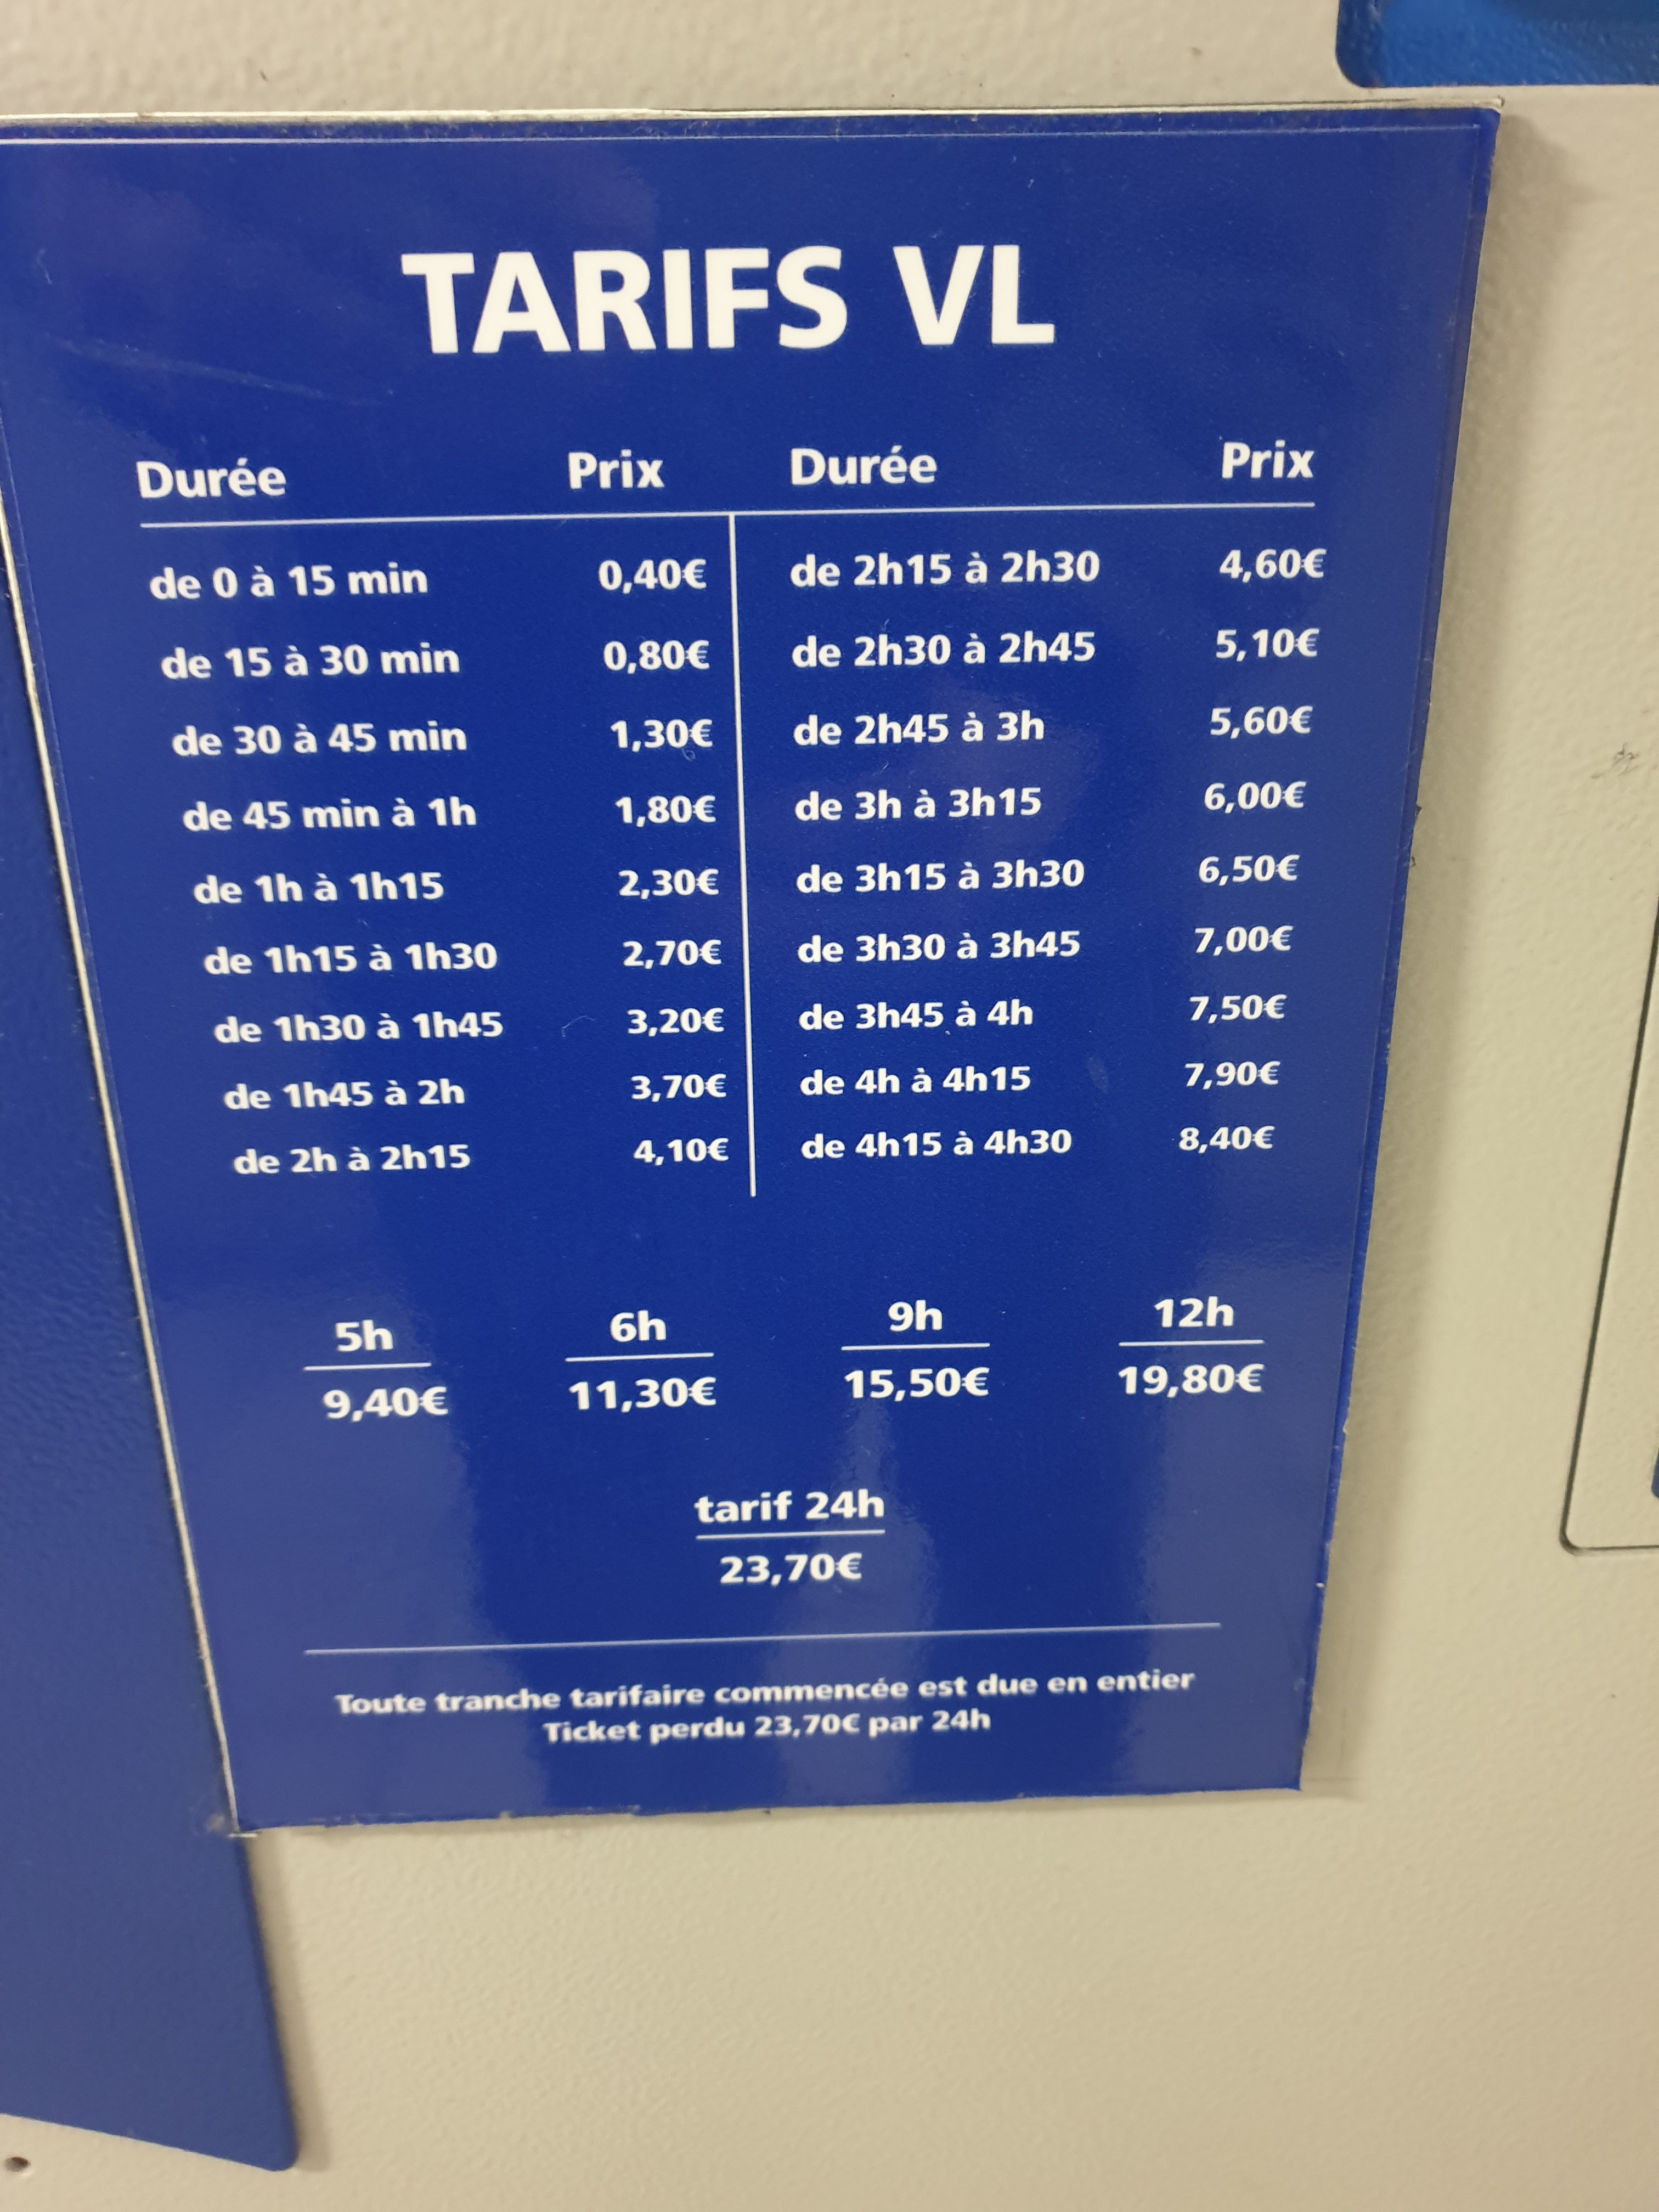 TARIFS VL
Durée Prix Durée Prix
de 0 à 15 min 0,40€ de 2h15 à 2h30 4,60€
de 15 à 30 min 0,80€ de 2h30 à 2h45 5,10€
de 30 à 45 min 1,30€ de 2h45 à 3h 5,60€
de 45 min à 1h 1,80€ de 3h à 3h15 6,00€
de 1h à 1h15 2,30€ de 3h15 à 3h30 6,50€
de 1h15 à 1h30 2,70€ de 3h30 à 3h45 7,00€
de 1h30 à 1h45 3,20€ de 3h45 à 4h 7,50€
de 1h45 à 2h 3,70€ de 4h à 4h15 7,90€
de 2h à 2h15 4,10€ de 4h15 à 4h30 8,40€
5h 6h 9h 12h
9,40€ 11,30€ 15,50€ 19,80€
tarif 24h
23,70€
Toute tranche tarifaire commencée est due en entier
Ticket perdu 23,70€ par 24h